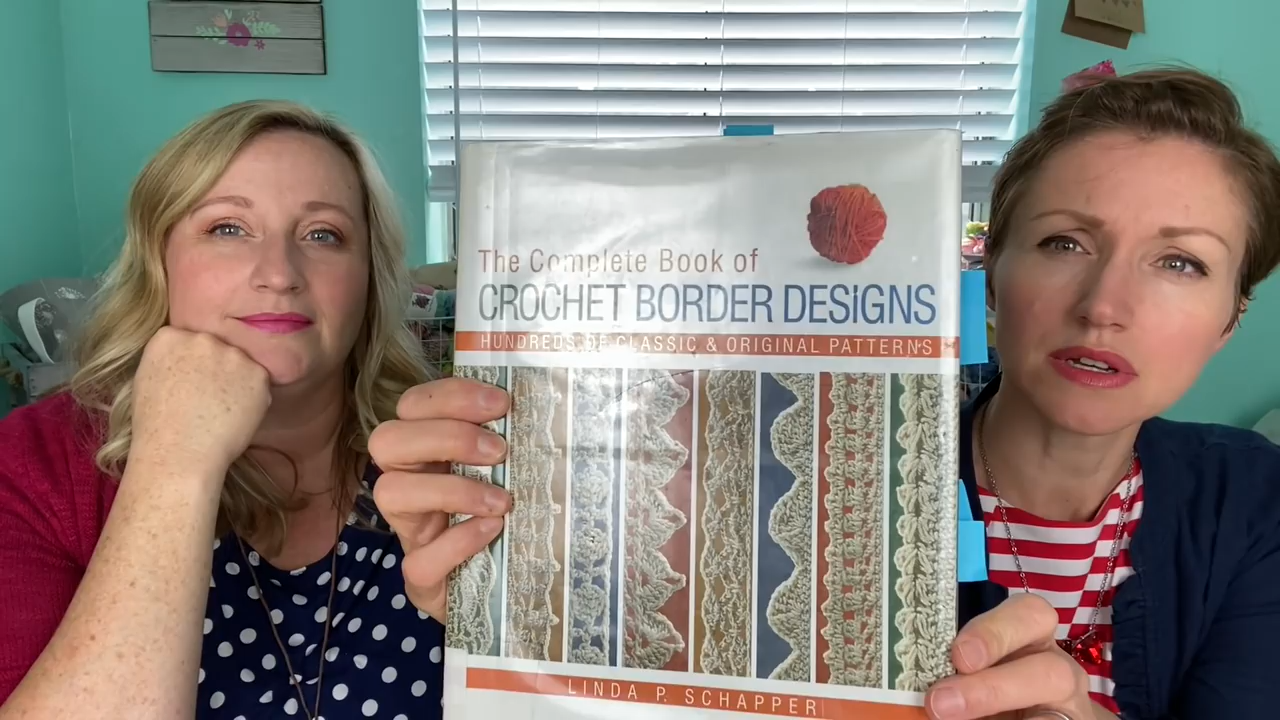 The Complete Book of
CROCHET BORDER DESIGNS
HUNDREDS OF CLASSIC & ORIGINAL PATTERNS
LINDA P. SCHAPPER